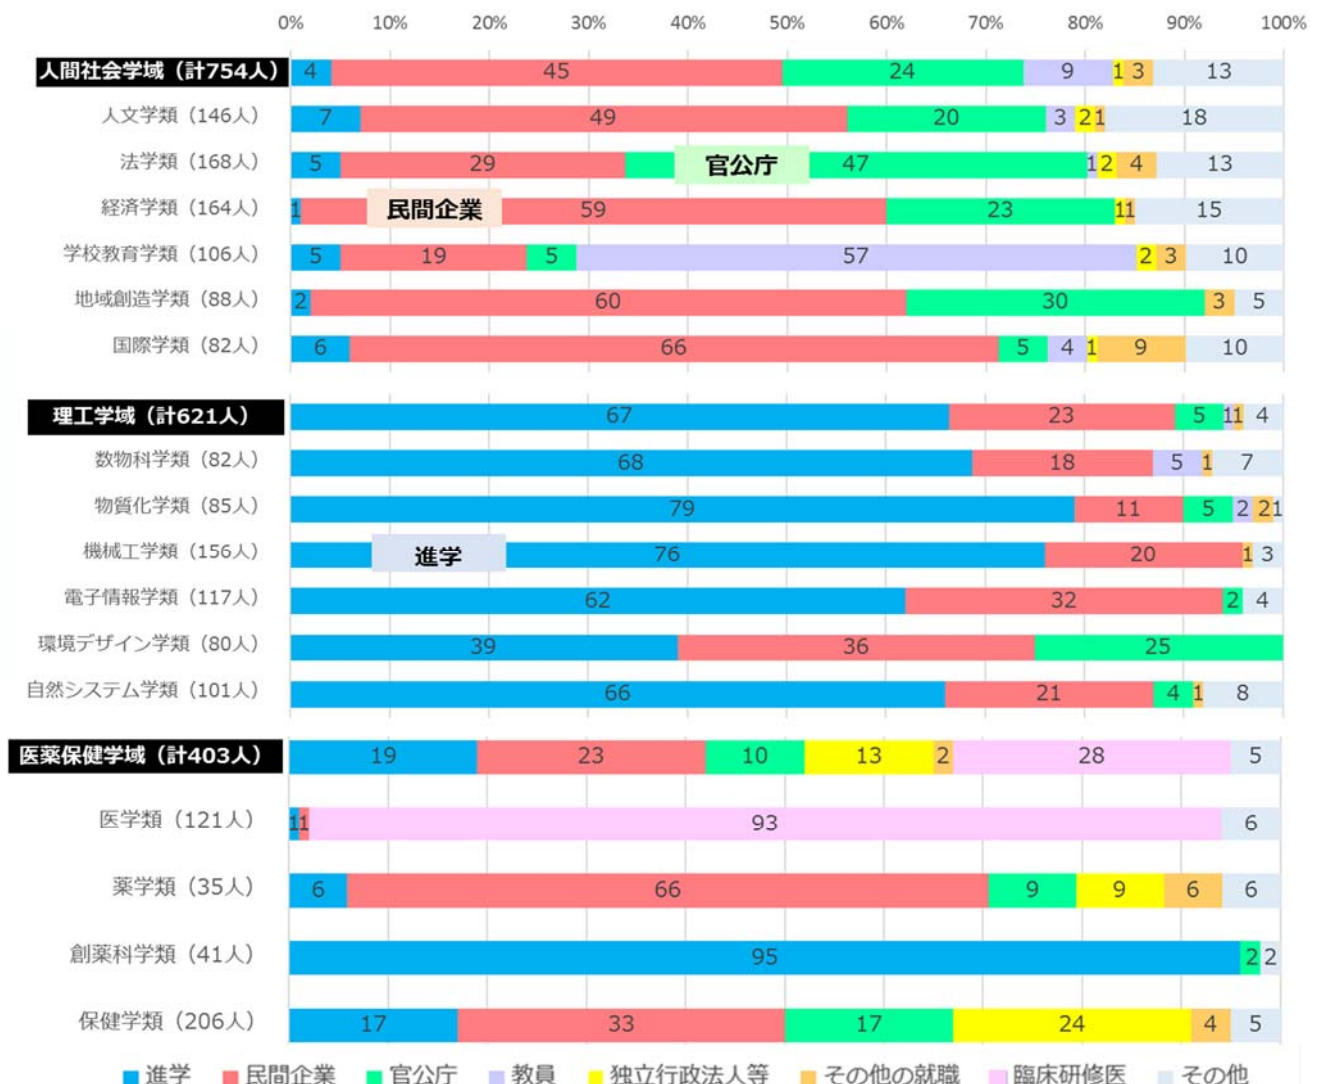 0% 10% 20% 30% 40% 50% 60% 70% 80% 90% 100%
人間社会学域（計754人） 4 45 24 9 1 3 13
人文学類（146人） 7 49 20 3 2 1 18
法学類（168人） 5 29 官公庁 47 1 2 4 13
経済学類（164人） 1 民間企業 59 23 1 1 15
学校教育学類（106人） 5 19 5 57 2 3 10
地域創造学類（88人） 2 60 30 3 5
国際学類（82人） 6 66 5 4 1 9 10
理工学域（計621人） 67 23 5 1 1 4
数物科学類（82人） 68 18 5 1 7
物質化学類（85人） 79 11 5 2 2 1
機械工学類（156人） 進学 76 20 1 3
電子情報学類（117人） 62 32 2 4
環境デザイン学類（80人） 39 36 25
自然システム学類（101人） 66 21 4 1 8
医薬保健学域（計403人） 19 23 10 13 2 28 5
医学類（121人） 1 1 93 6
薬学類（35人） 6 66 9 9 6 6
創薬科学類（41人） 95 2 2
保健学類（206人） 17 33 17 24 4 5
進学 民間企業 官公庁 教員 独立行政法人等 その他の就職 臨床研修医 その他